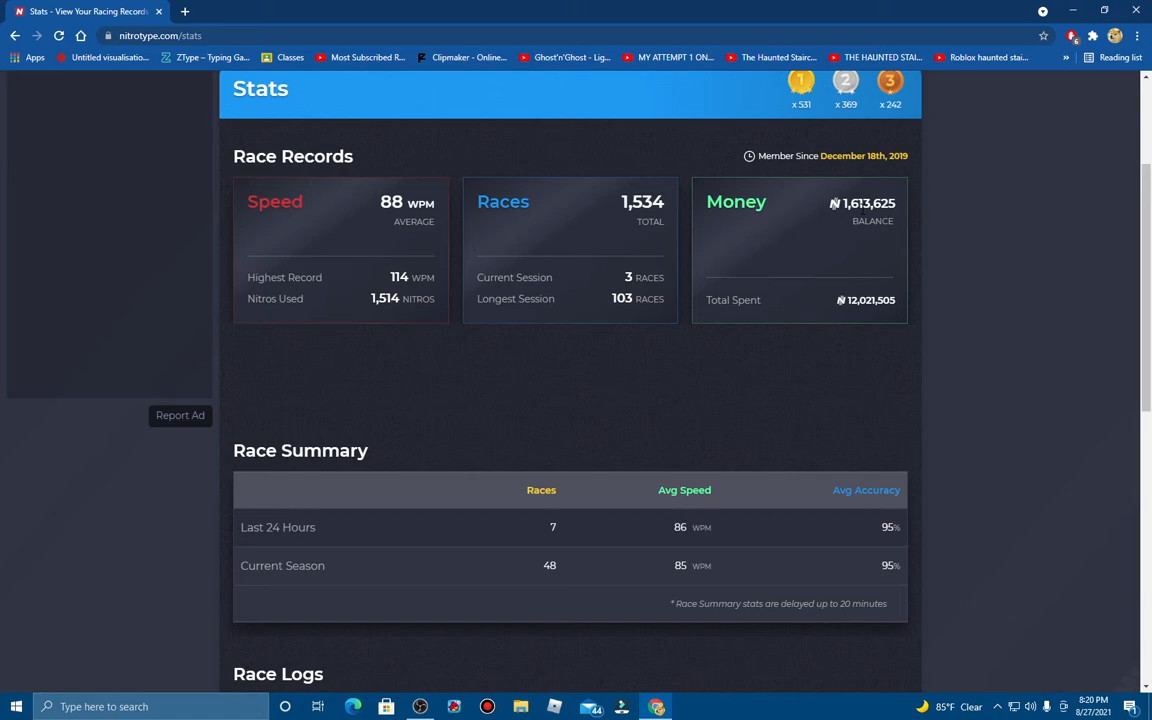 Stats - View Your Racing Records
nitrotype.com/stats
Apps
Untitled visualisatio...
ZType – Typing Ga...
Classes
Most Subscribed R...
Clipmaker - Online...
Ghost'n'Ghost - Lig...
MY ATTEMPT 1 ON...
The Haunted Stairc...
THE HAUNTED STAI...
Roblox haunted stai...
»
Reading list
Stats
1 2 3
x 531 x 369 x 242
Race Records
Member Since December 18th, 2019
Speed
88 WPM
AVERAGE
Highest Record 114 WPM
Nitros Used 1,514 NITROS
Races
1,534
TOTAL
Current Session 3 RACES
Longest Session 103 RACES
Money
1,613,625
BALANCE
Total Spent 12,021,505
Report Ad
Race Summary
Races Avg Speed Avg Accuracy
Last 24 Hours 7 86 WPM 95%
Current Season 48 85 WPM 95%
* Race Summary stats are delayed up to 20 minutes
Race Logs
Type here to search
44
85°F Clear
8:20 PM
8/27/2021
1